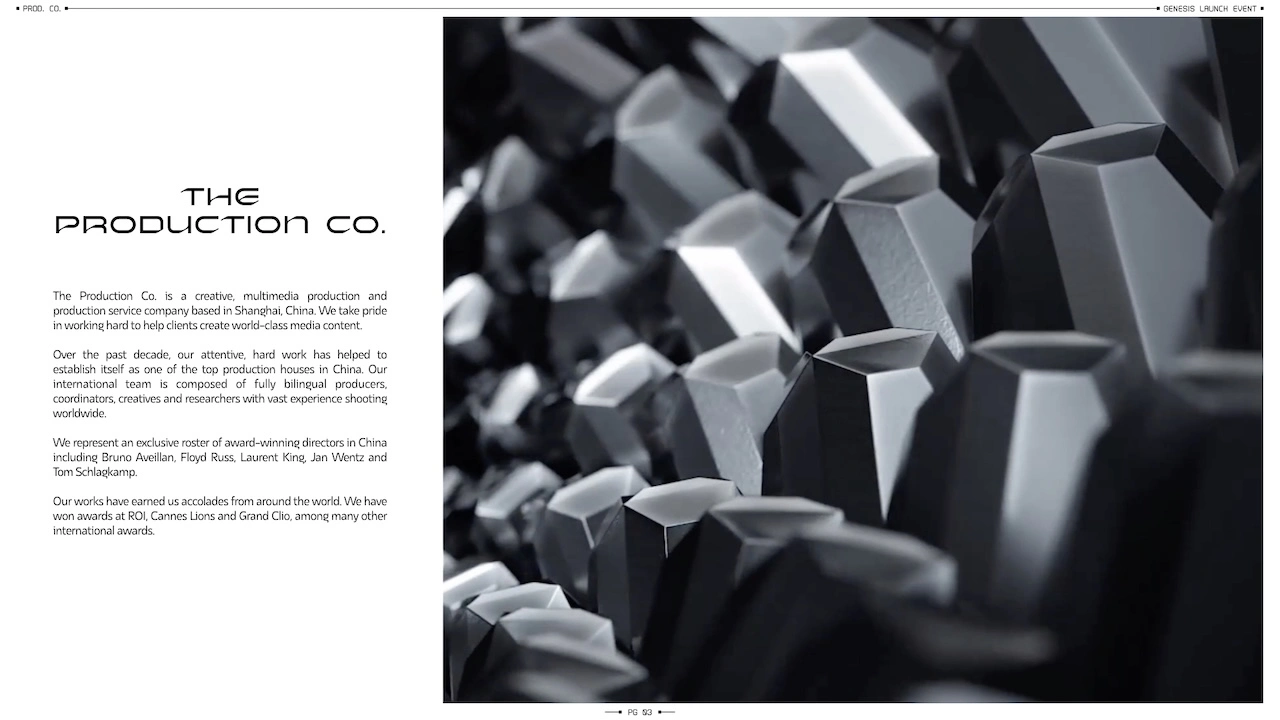 PROD. CO.
GENESIS LAUNCH EVENT
THE
PRODUCTION CO.
The Production Co. is a creative, multimedia production and
production service company based in Shanghai, China. We take pride
in working hard to help clients create world-class media content.
Over the past decade, our attentive, hard work has helped to
establish itself as one of the top production houses in China. Our
international team is composed of fully bilingual producers,
coordinators, creatives and researchers with vast experience shooting
worldwide.
We represent an exclusive roster of award-winning directors in China
including Bruno Aveillan, Floyd Russ, Laurent King, Jan Wentz and
Tom Schlagkamp.
Our works have earned us accolades from around the world. We have
won awards at ROI, Cannes Lions and Grand Clio, among many other
international awards.
PG 03